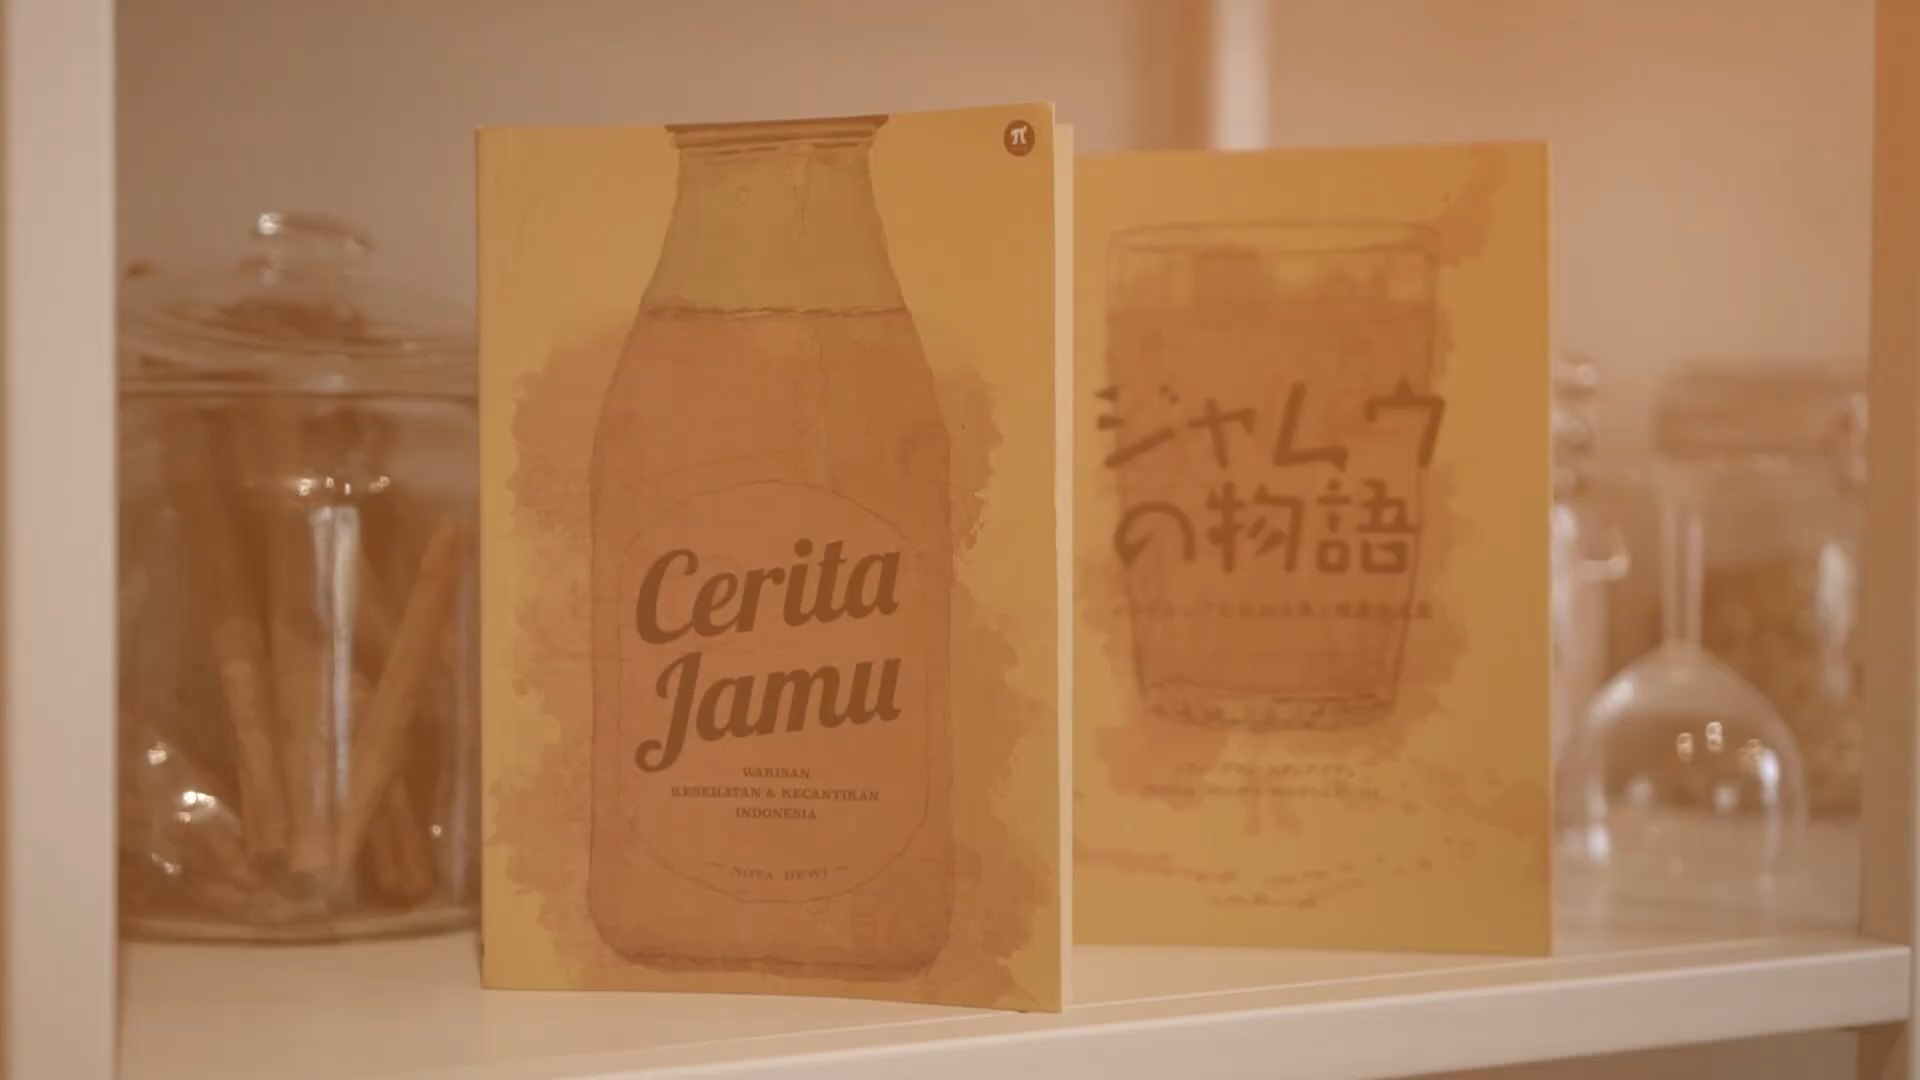 Cerita
Jamu
WARISAN
KESEHATAN & KECANTIKAN
INDONESIA
NOVA DEWI
ジャムウ
の物語